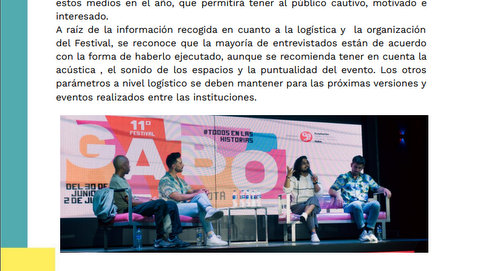 estos medios en el año, que permitirá tener al público cautivo, motivado e
interesado.
A raíz de la información recogida en cuanto a la logística y la organización
del Festival, se reconoce que la mayoría de entrevistados están de acuerdo
con la forma de haberlo ejecutado, aunque se recomienda tener en cuenta la
acústica , el sonido de los espacios y la puntualidad del evento. Los otros
parámetros a nivel logístico se deben mantener para las próximas versiones y
eventos realizados entre las instituciones.
11º
FESTIVAL
GABO
#TODOS EN LAS
HISTORIAS
DEL 30 DE
JUNIO
2 DE JU